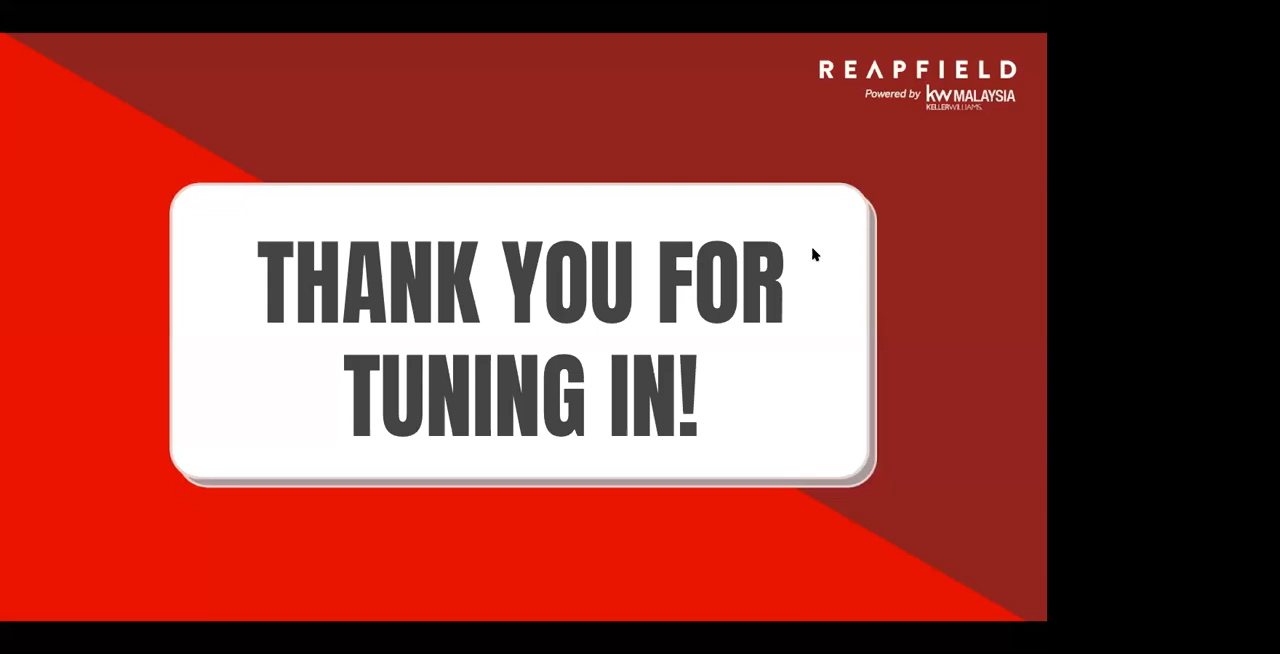 REAPFIELD
Powered by kw MALAYSIA
KELLERWILLIAMS.
THANK YOU FOR
TUNING IN!